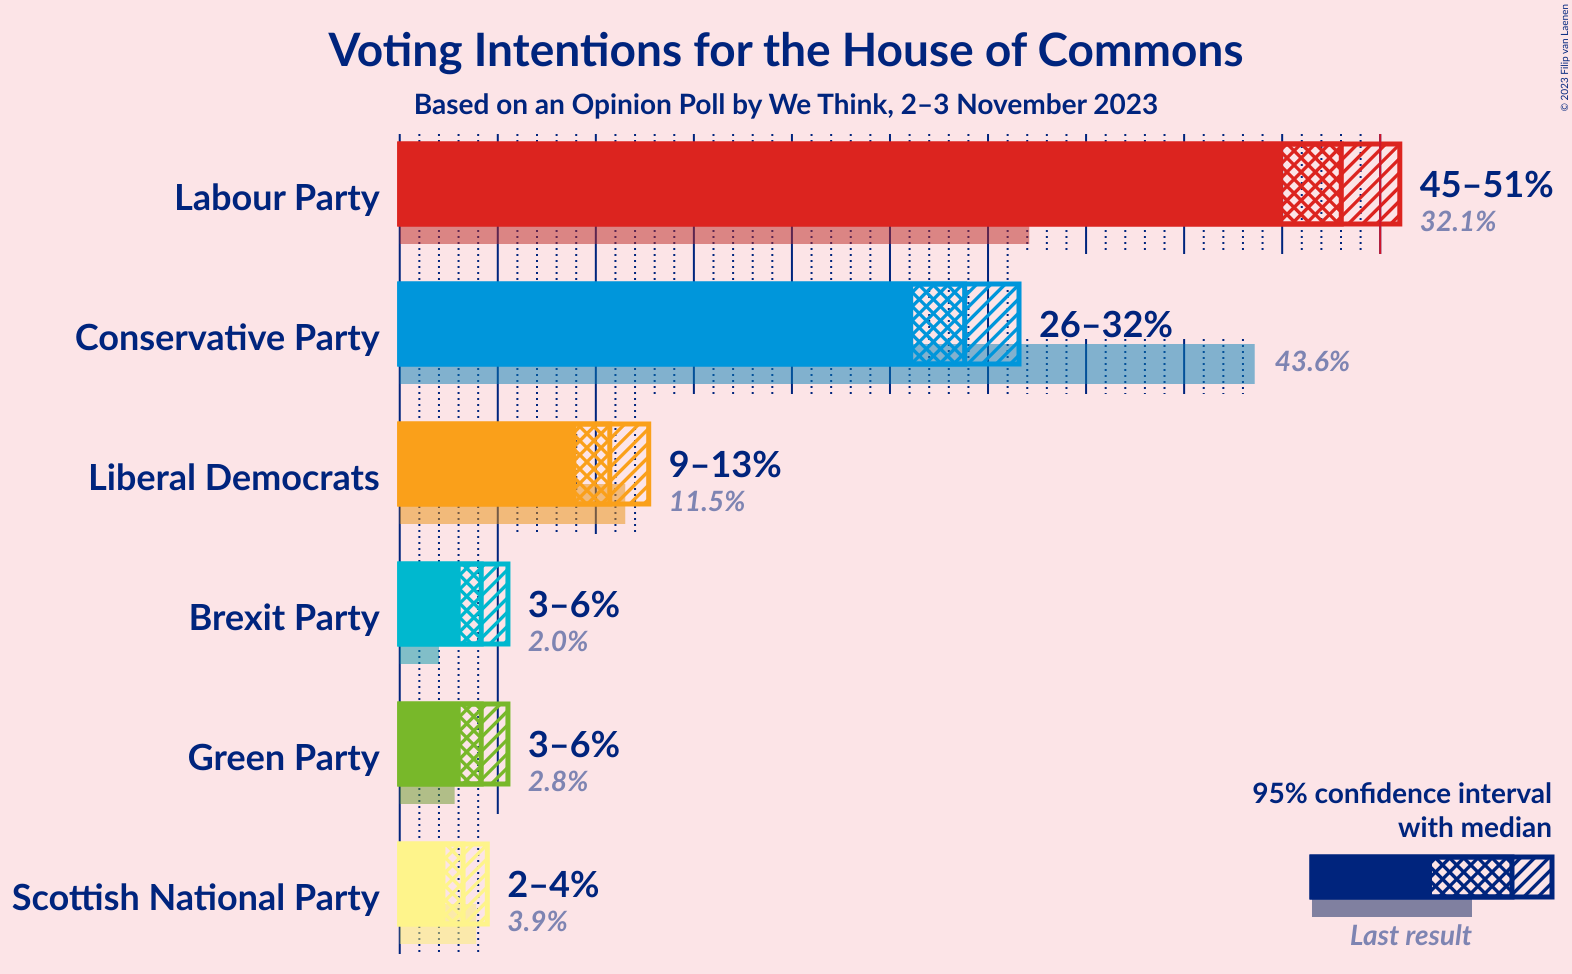 Voting Intentions for the House of Commons
Based on an Opinion Poll by We Think, 2–3 November 2023
© 2023 Filip van Laenen
Labour Party
45–51%
32.1%
Conservative Party
26–32%
43.6%
Liberal Democrats
9–13%
11.5%
Brexit Party
3–6%
2.0%
Green Party
3–6%
2.8%
Scottish National Party
2–4%
3.9%
95% confidence interval
with median
Last result